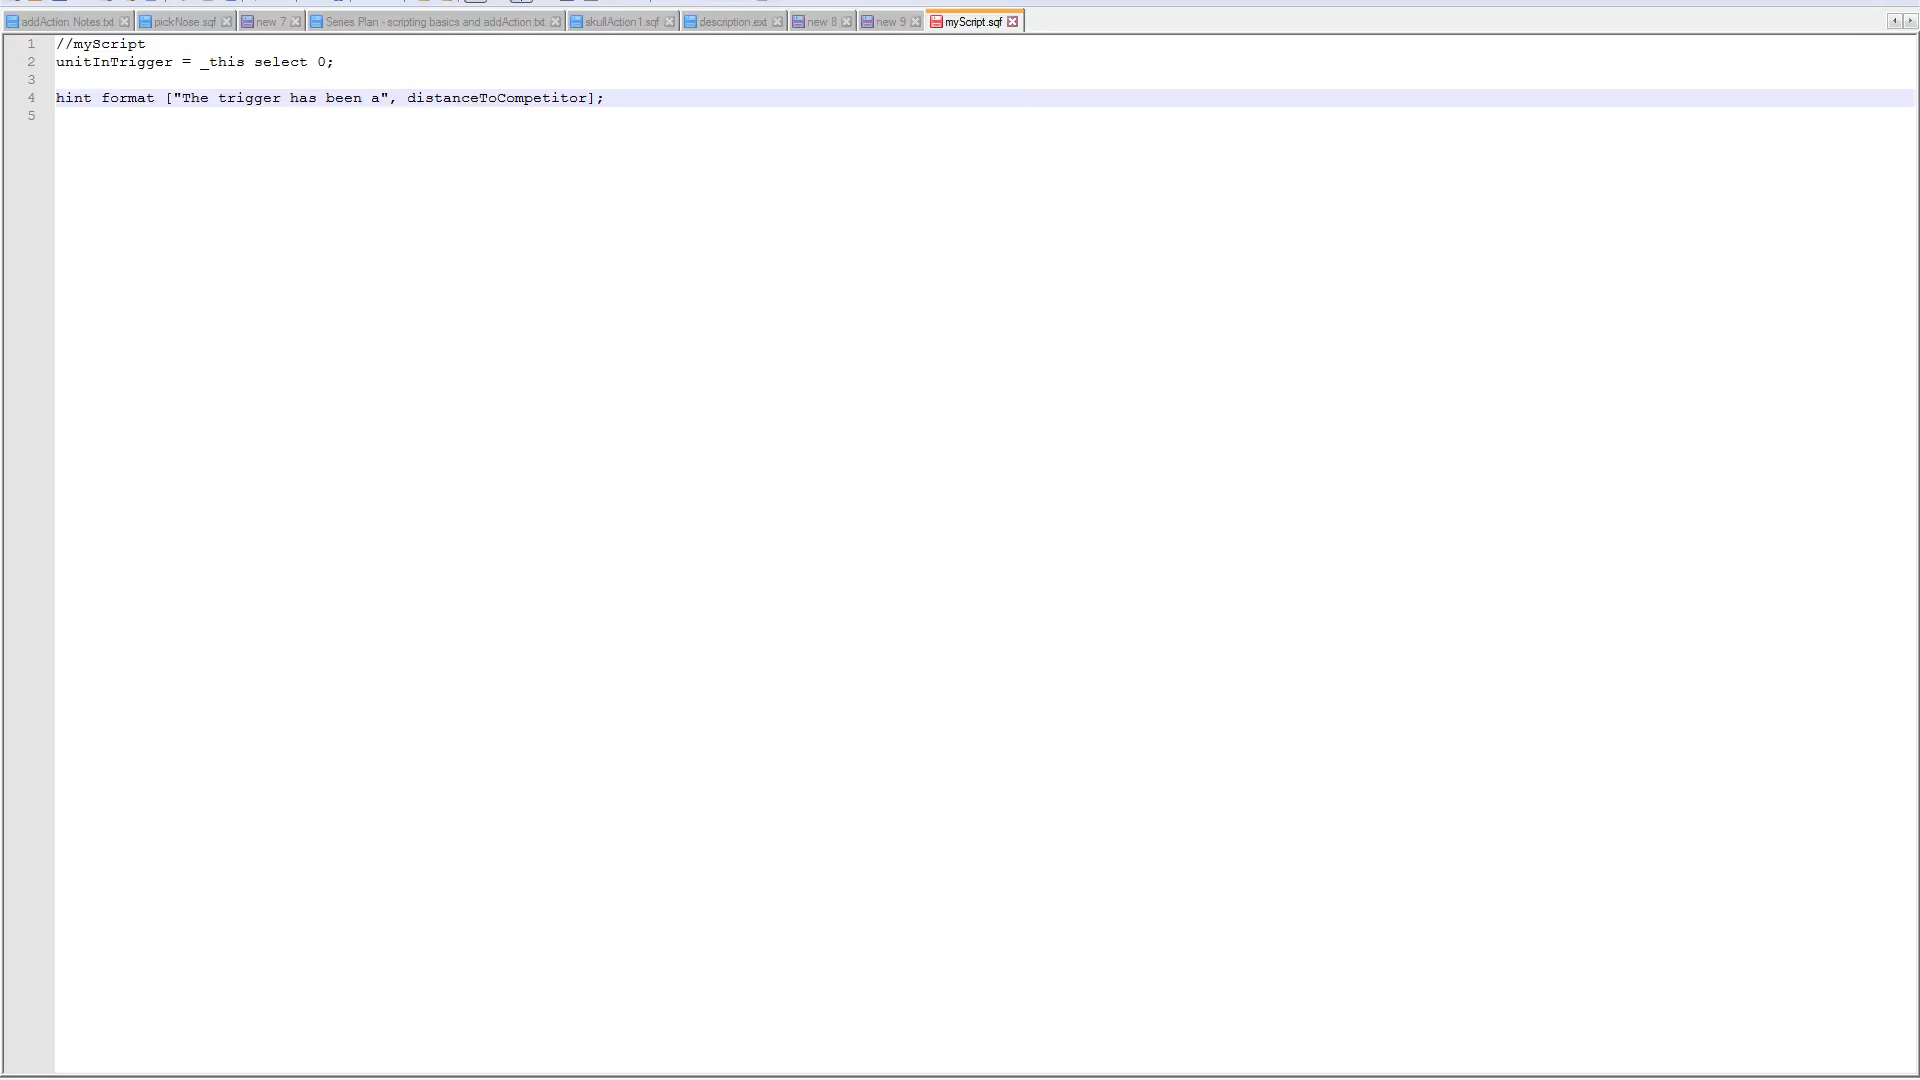 addAction Notes.txt pickNose.sqf new 7 Series Plan - scripting basics and addAction.txt skullAction1.sqf description.ext new 8 new 9 myScript.sqf
1 //myScript
2 unitInTrigger = _this select 0;
3
4 hint format ["The trigger has been a", distanceToCompetitor];
5